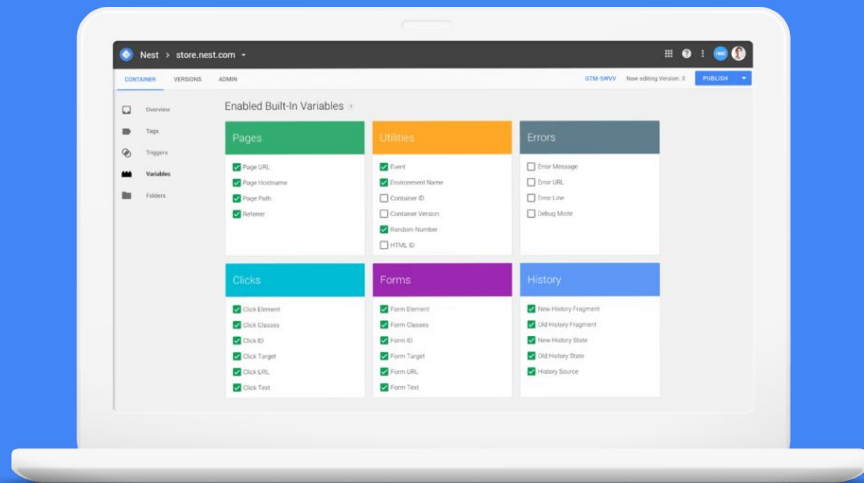 Nest > store.nest.com
CONTAINER VERSIONS ADMIN
GTM-SWVV Now editing Version: 3 PUBLISH
Overview
Tags
Triggers
Variables
Folders
Enabled Built-In Variables ?
Pages
Page URL
Page Hostname
Page Path
Referrer
Utilities
Event
Environment Name
Container ID
Container Version
Random Number
HTML ID
Errors
Error Message
Error URL
Error Line
Debug Mode
Clicks
Click Element
Click Classes
Click ID
Click Target
Click URL
Click Text
Forms
Form Element
Form Classes
Form ID
Form Target
Form URL
Form Text
History
New History Fragment
Old History Fragment
New History State
Old History State
History Source